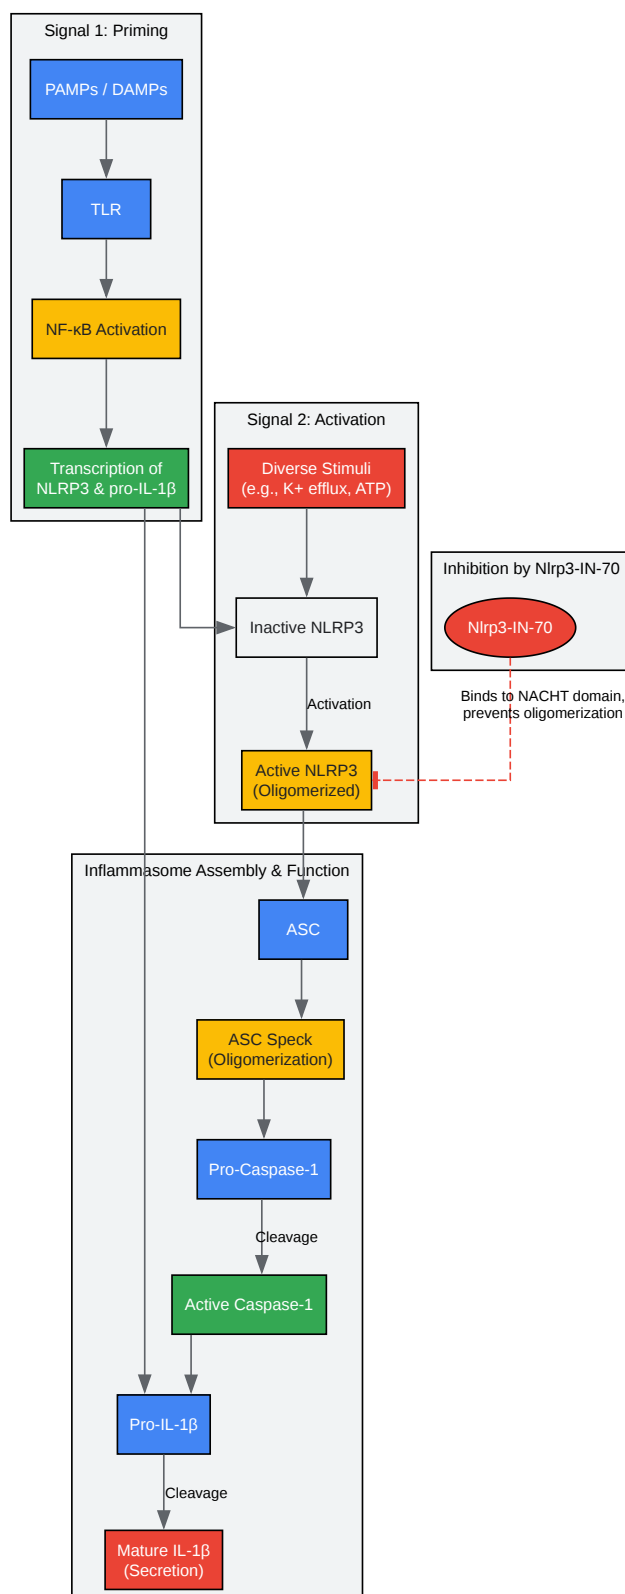 Signal 1: Priming
PAMPs / DAMPs
TLR
NF-κB Activation
Transcription of
NLRP3 & pro-IL-1β
Signal 2: Activation
Diverse Stimuli
(e.g., K+ efflux, ATP)
Inactive NLRP3
Activation
Active NLRP3
(Oligomerized)
Inhibition by Nlrp3-IN-70
Nlrp3-IN-70
Binds to NACHT domain,
prevents oligomerization
Inflammasome Assembly & Function
ASC
ASC Speck
(Oligomerization)
Pro-Caspase-1
Cleavage
Active Caspase-1
Pro-IL-1β
Cleavage
Mature IL-1β
(Secretion)